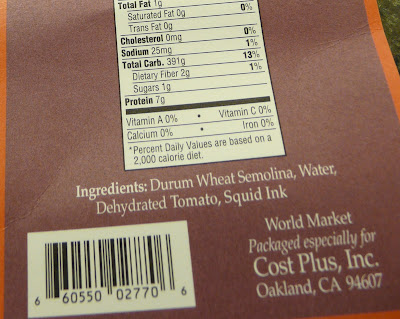 Total Fat 1g
Saturated Fat 0g 0%
Trans Fat 0g
Cholesterol 0mg 0%
Sodium 25mg 1%
Total Carb. 391g 13%
Dietary Fiber 2g 1%
Sugars 1g
Protein 7g
Vitamin A 0% • Vitamin C 0%
Calcium 0% • Iron 0%
*Percent Daily Values are based on a
2,000 calorie diet.
Ingredients: Durum Wheat Semolina, Water,
Dehydrated Tomato, Squid Ink
World Market
Packaged especially for
Cost Plus, Inc.
Oakland, CA 94607
6 60550 02770 6